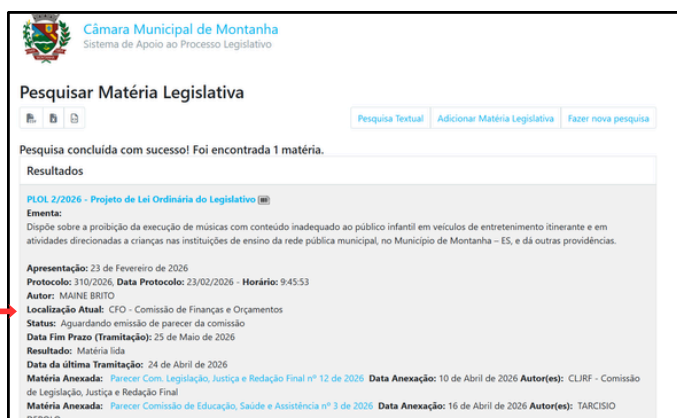 Câmara Municipal de Montanha
Sistema de Apoio ao Processo Legislativo
Pesquisar Matéria Legislativa
Pesquisa Textual Adicionar Matéria Legislativa Fazer nova pesquisa
Pesquisa concluída com sucesso! Foi encontrada 1 matéria.
Resultados
PLOL 2/2026 - Projeto de Lei Ordinária do Legislativo
Ementa:
Dispõe sobre a proibição da execução de músicas com conteúdo inadequado ao público infantil em veículos de entretenimento itinerante e em
atividades direcionadas a crianças nas instituições de ensino da rede pública municipal, no Município de Montanha – ES, e dá outras providências.
Apresentação: 23 de Fevereiro de 2026
Protocolo: 310/2026, Data Protocolo: 23/02/2026 - Horário: 9:45:53
Autor: MAINE BRITO
Localização Atual: CFO - Comissão de Finanças e Orçamentos
Status: Aguardando emissão de parecer da comissão
Data Fim Prazo (Tramitação): 25 de Maio de 2026
Resultado: Matéria lida
Data da última Tramitação: 24 de Abril de 2026
Matéria Anexada: Parecer Com. Legislação, Justiça e Redação Final nº 12 de 2026 Data Anexação: 10 de Abril de 2026 Autor(es): CLJRF - Comissão
de Legislação, Justiça e Redação Final
Matéria Anexada: Parecer Comissão de Educação, Saúde e Assistência nº 3 de 2026 Data Anexação: 16 de Abril de 2026 Autor(es): TARCISIO